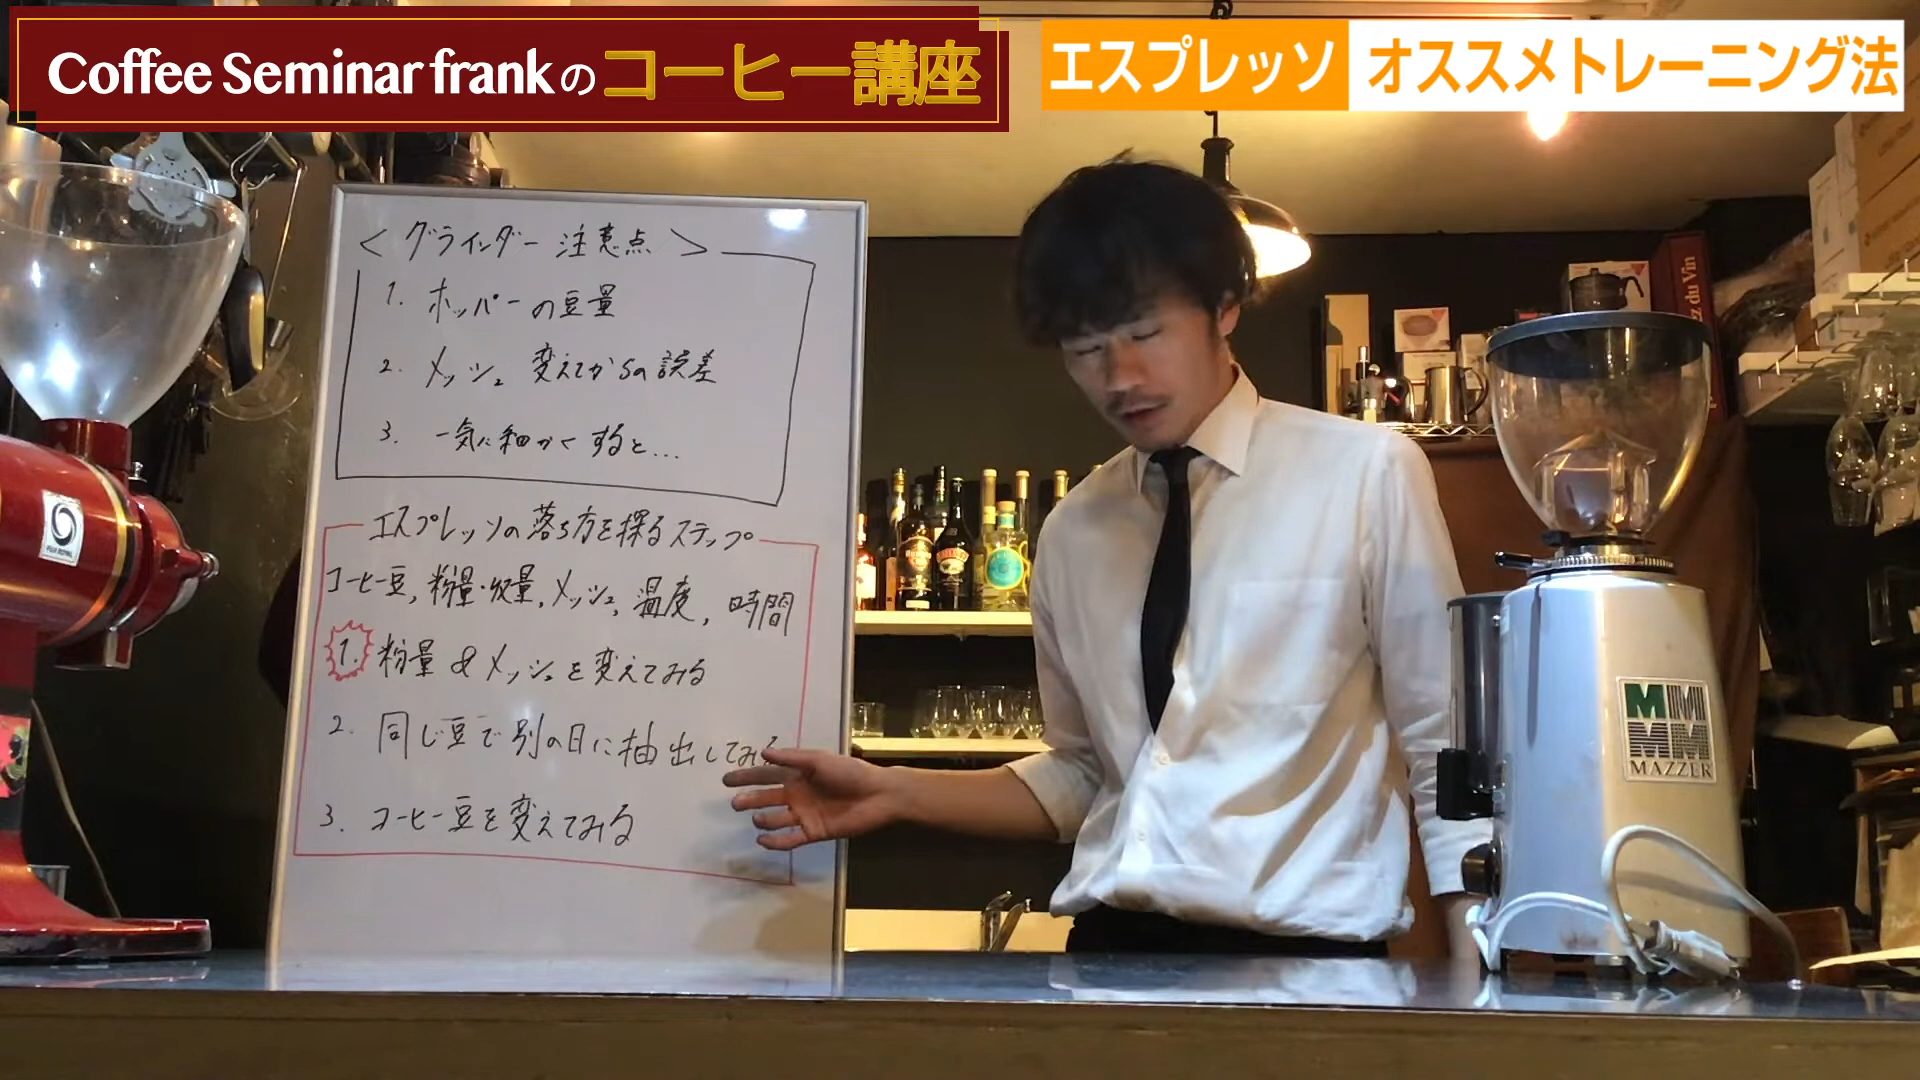 Coffee Seminar frankのコーヒー講座
エスプレッソ オススメトレーニング法
<グラインダー 注意点>
1. ホッパーの豆量
2. メッシュ 変えてからの誤差
3. 一気に細かくすると...
エスプレッソの落ち方を探るステップ
コーヒー豆, 粉量・収量, メッシュ, 温度, 時間
1. 粉量 & メッシュを変えてみる
2. 同じ豆で別の日に抽出してみる
3. コーヒー豆を変えてみる
MAZZER
du Vin